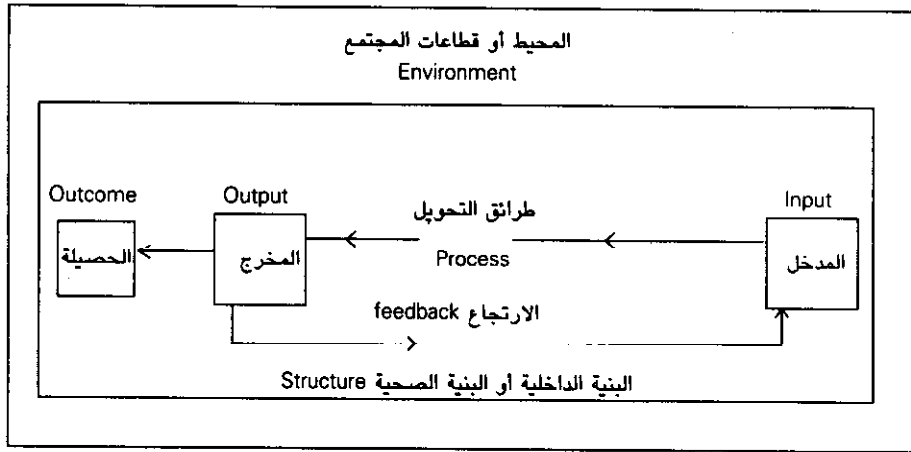 المحيط أو قطاعات المجتمع
Environment
Input
Output
Outcome
طرائق التحويل
Process
المدخل
المخرج
الحصيلة
الارتجاع feedback
البنية الداخلية أو البنية الصحية Structure